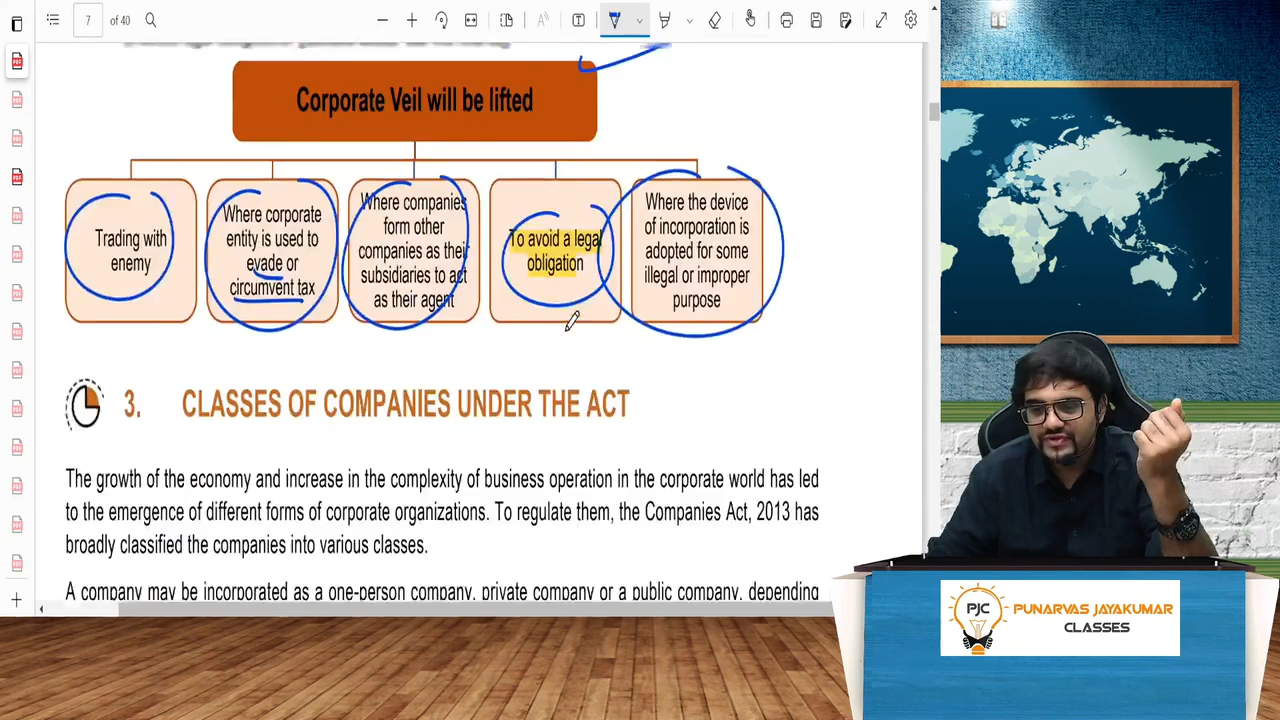 7 of 40
Corporate Veil will be lifted
Trading with
enemy
Where corporate
entity is used to
evade or
circumvent tax
Where companies
form other
companies as their
subsidiaries to act
as their agent
To avoid a legal
obligation
Where the device
of incorporation is
adopted for some
illegal or improper
purpose
3. CLASSES OF COMPANIES UNDER THE ACT
The growth of the economy and increase in the complexity of business operation in the corporate world has led
to the emergence of different forms of corporate organizations. To regulate them, the Companies Act, 2013 has
broadly classified the companies into various classes.
A company may be incorporated as a one-person company, private company or a public company, depending
PJC
PUNARVAS JAYAKUMAR
CLASSES